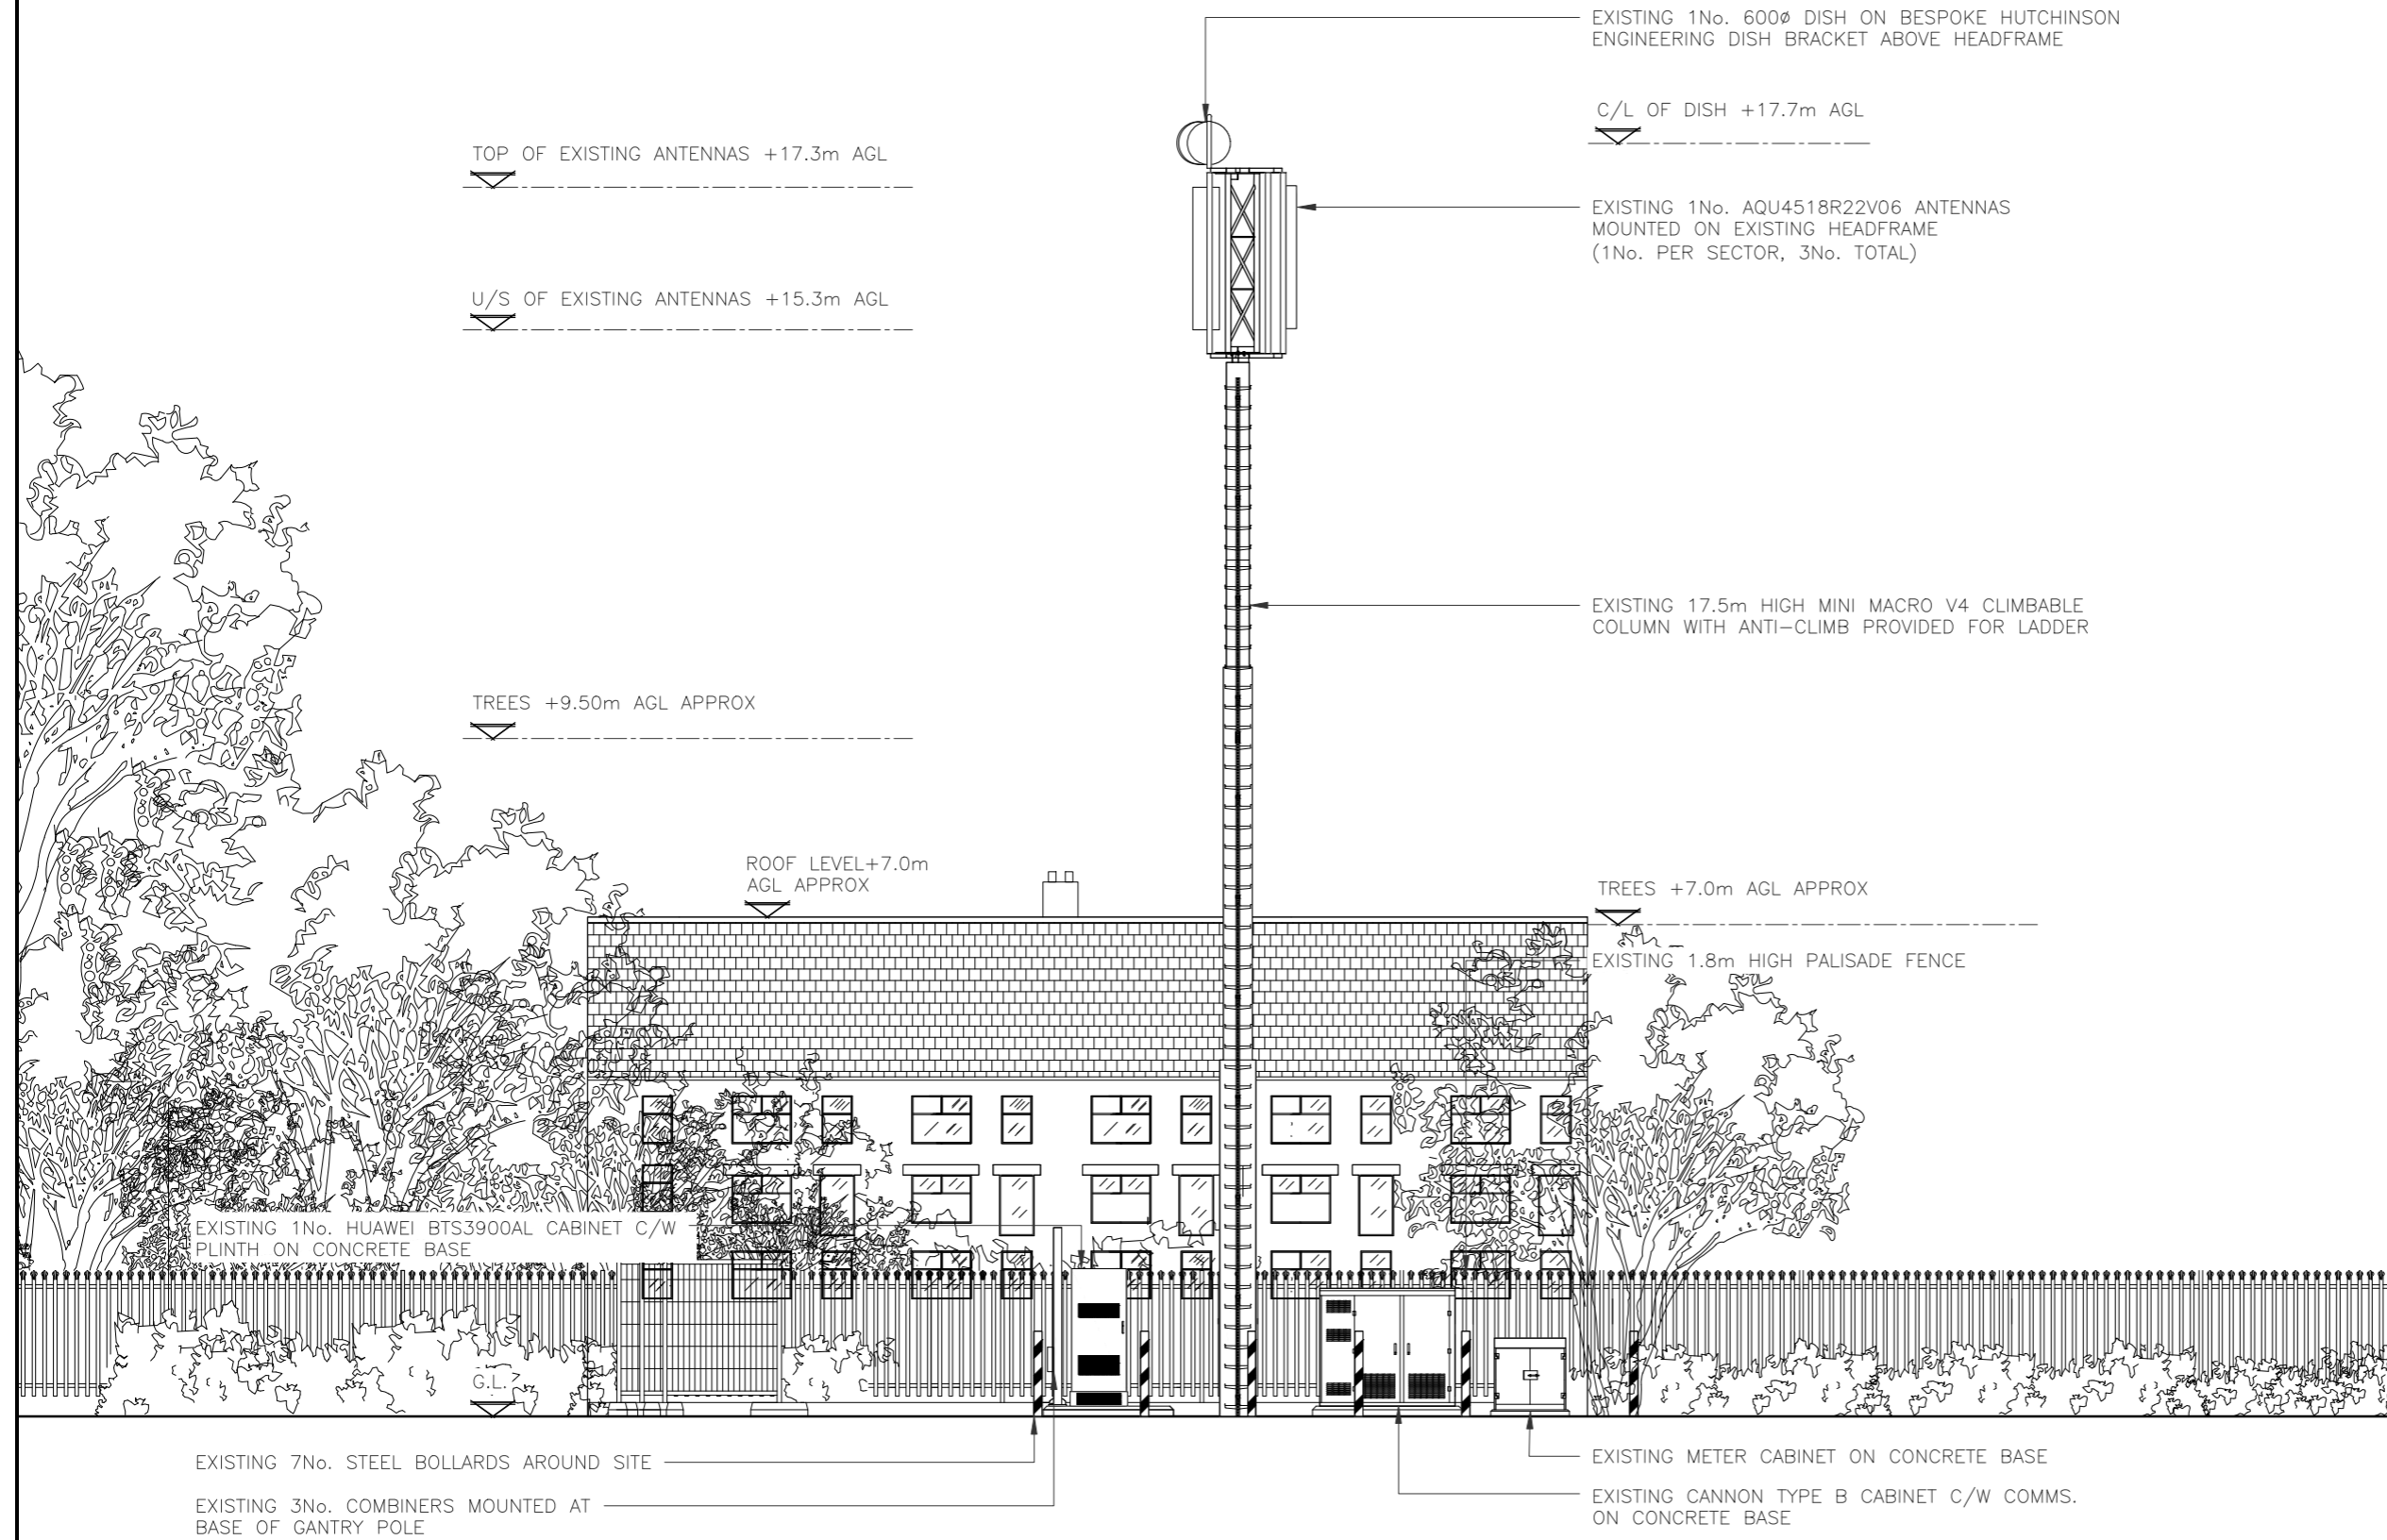 EXISTING 1No. 600ø DISH ON BESPOKE HUTCHINSON
ENGINEERING DISH BRACKET ABOVE HEADFRAME
C/L OF DISH +17.7m AGL
TOP OF EXISTING ANTENNAS +17.3m AGL
EXISTING 1No. AQU4518R22V06 ANTENNAS
MOUNTED ON EXISTING HEADFRAME
(1No. PER SECTOR, 3No. TOTAL)
U/S OF EXISTING ANTENNAS +15.3m AGL
EXISTING 17.5m HIGH MINI MACRO V4 CLIMBABLE
COLUMN WITH ANTI-CLIMB PROVIDED FOR LADDER
TREES +9.50m AGL APPROX
ROOF LEVEL+7.0m
AGL APPROX
TREES +7.0m AGL APPROX
EXISTING 1.8m HIGH PALISADE FENCE
EXISTING 1No. HUAWEI BTS3900AL CABINET C/W
PLINTH ON CONCRETE BASE
G.L.
EXISTING 7No. STEEL BOLLARDS AROUND SITE
EXISTING 3No. COMBINERS MOUNTED AT
BASE OF GANTRY POLE
EXISTING METER CABINET ON CONCRETE BASE
EXISTING CANNON TYPE B CABINET C/W COMMS.
ON CONCRETE BASE